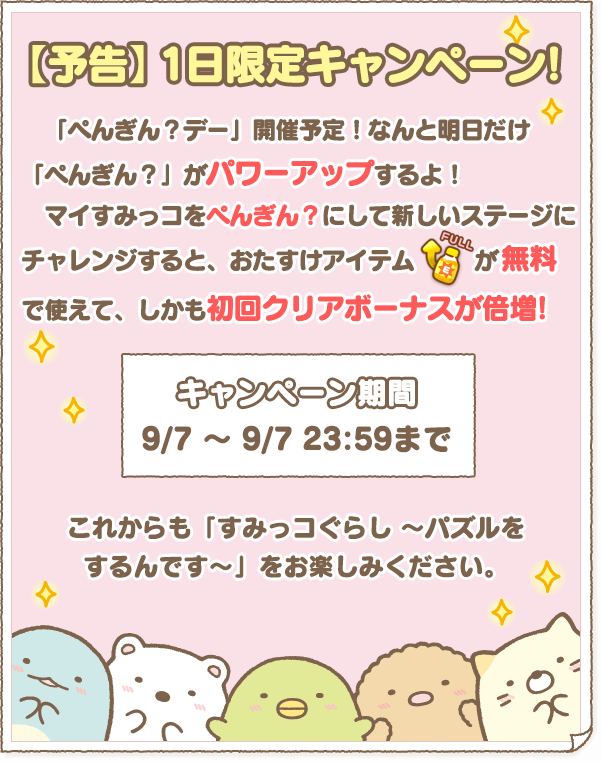 【予告】1日限定キャンペーン!
「ぺんぎん？デー」開催予定！なんと明日だけ
「ぺんぎん？」がパワーアップするよ！
マイすみっコをぺんぎん？にして新しいステージに
FULL
チャレンジすると、おたすけアイテム が 無料
で使えて、しかも初回クリアボーナスが倍増!
キャンペーン期間
9/7 ～ 9/7 23:59まで
これからも「すみっコぐらし ～パズルを
するんです～」をお楽しみください。